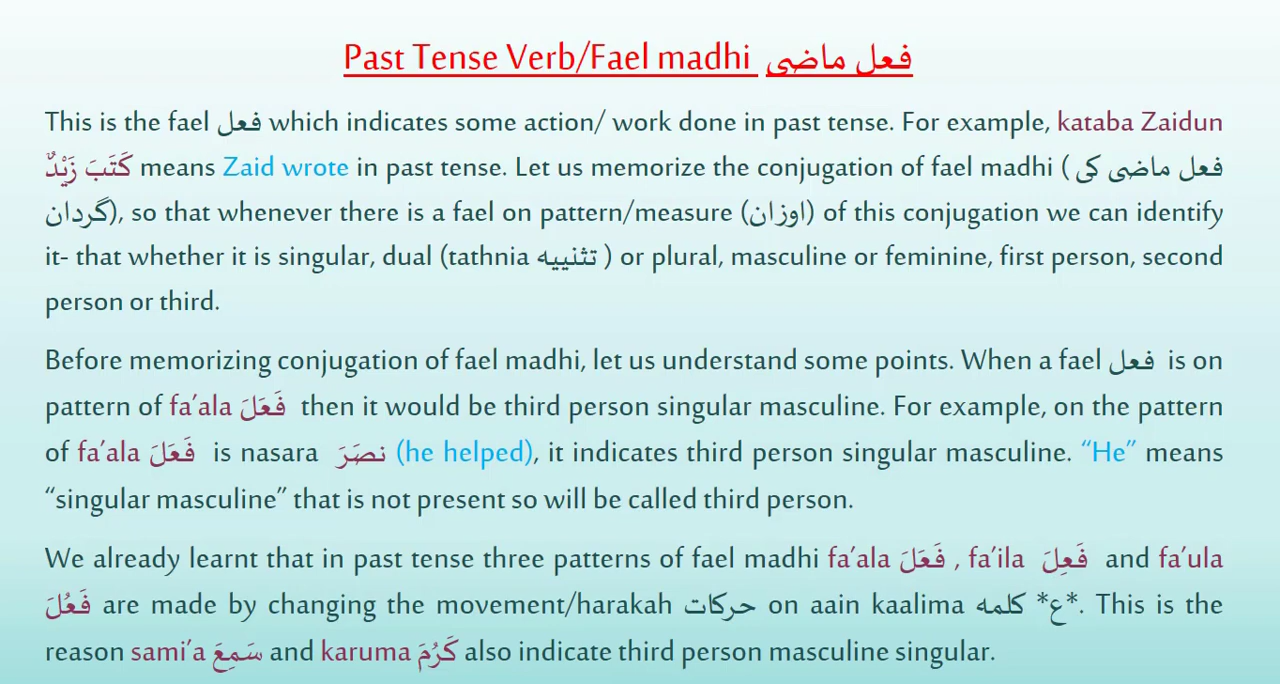 Past Tense Verb/Fael madhi فعل ماضی
This is the fael فعل which indicates some action/ work done in past tense. For example, kataba Zaidun
كَتَبَ زَيْدٌ means Zaid wrote in past tense. Let us memorize the conjugation of fael madhi ( فعل ماضی کی
گردان), so that whenever there is a fael on pattern/measure (اوزان) of this conjugation we can identify
it- that whether it is singular, dual (tathnia تثنییه ) or plural, masculine or feminine, first person, second
person or third.
Before memorizing conjugation of fael madhi, let us understand some points. When a fael فعل is on
pattern of fa’ala فَعَلَ then it would be third person singular masculine. For example, on the pattern
of fa’ala فَعَلَ is nasara نصَرَ (he helped), it indicates third person singular masculine. “He” means
“singular masculine” that is not present so will be called third person.
We already learnt that in past tense three patterns of fael madhi fa’ala فَعَلَ , fa’ila فَعِلَ and fa’ula
فَعُلَ are made by changing the movement/harakah حركات on aain kaalima كلمه *ع*. This is the
reason sami’a سَمِعَ and karuma كَرُمَ also indicate third person masculine singular.